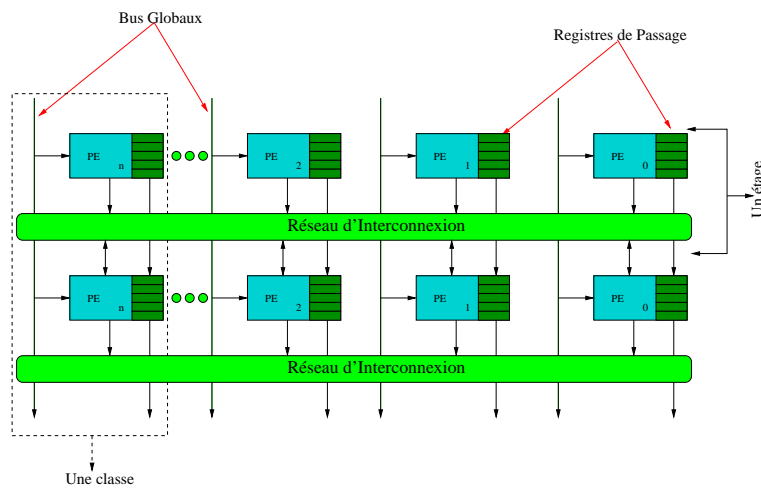 Bus Globaux
Registres de Passage
PE n
PE 2
PE 1
PE 0
Un étage
Réseau d'Interconnexion
PE n
PE 2
PE 1
PE 0
Réseau d'Interconnexion
Une classe